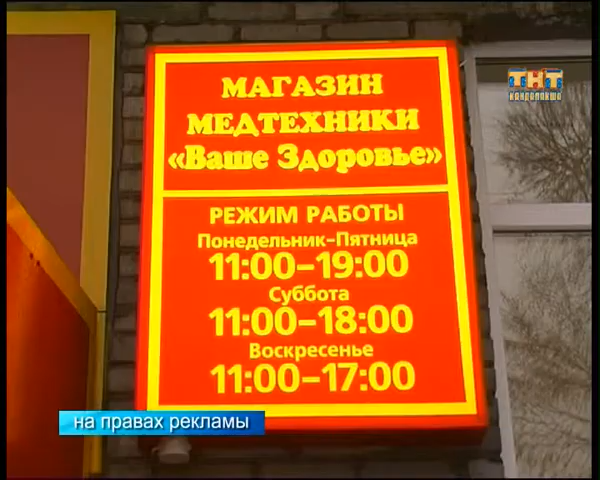 ТНТ
МАГАЗИН
МЕДТЕХНИКИ
«Ваше Здоровье»
РЕЖИМ РАБОТЫ
Понедельник–Пятница
11:00–19:00
Суббота
11:00–18:00
Воскресенье
11:00–17:00
на правах рекламы